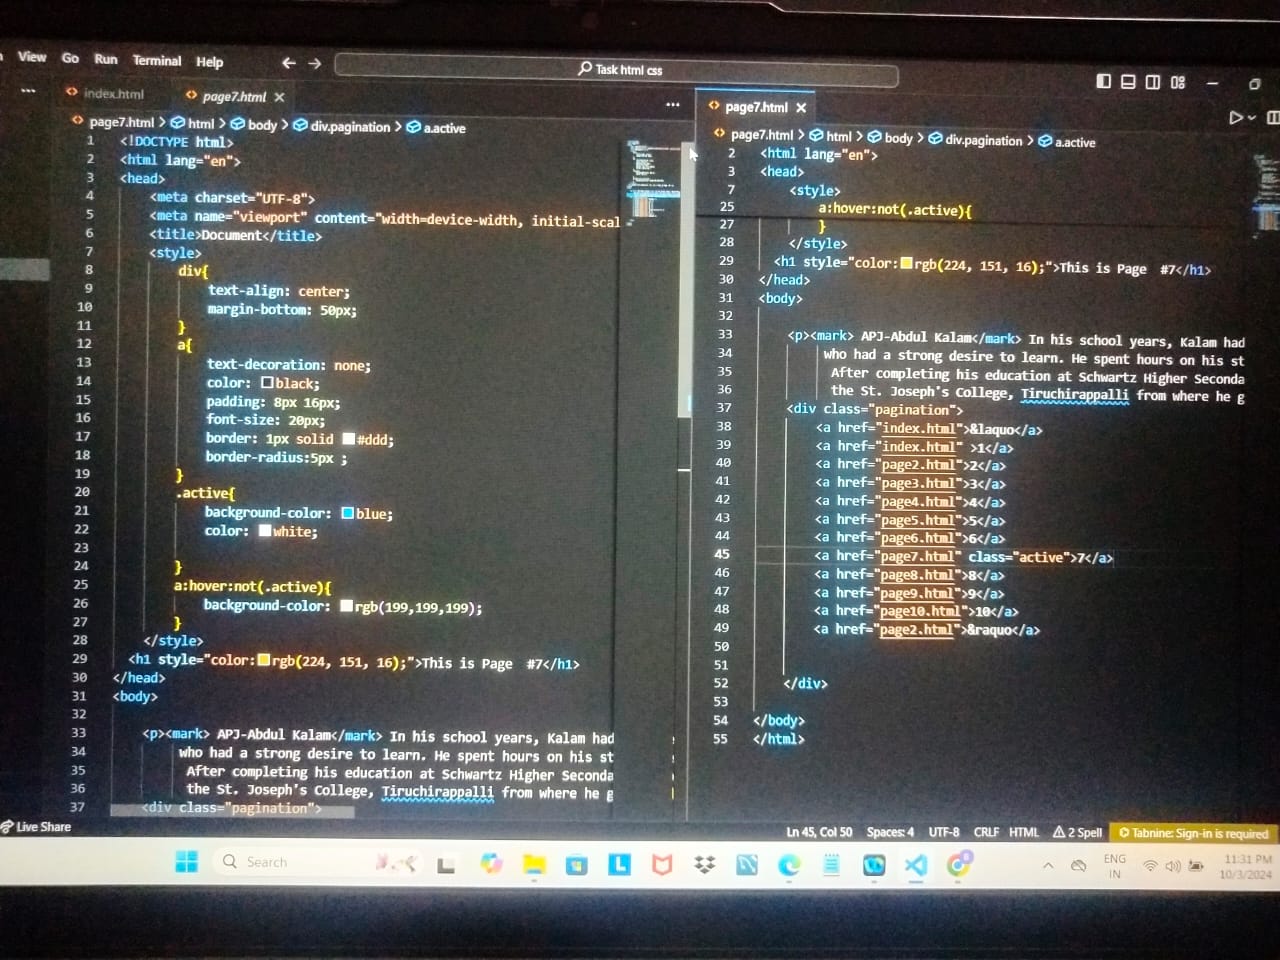 View Go Run Terminal Help
Task html css
index.html
page7.html
page7.html > html > body > div.pagination > a.active
1 <!DOCTYPE html>
2 <html lang="en">
3 <head>
4 <meta charset="UTF-8">
5 <meta name="viewport" content="width=device-width, initial-scal
6 <title>Document</title>
7 <style>
8 div{
9 text-align: center;
10 margin-bottom: 50px;
11 }
12 a{
13 text-decoration: none;
14 color: black;
15 padding: 8px 16px;
16 font-size: 20px;
17 border: 1px solid #ddd;
18 border-radius:5px ;
19 }
20 .active{
21 background-color: blue;
22 color: white;
23
24 }
25 a:hover:not(.active){
26 background-color: rgb(199,199,199);
27 }
28 </style>
29 <h1 style="color:rgb(224, 151, 16);">This is Page #7</h1>
30 </head>
31 <body>
32
33 <p><mark> APJ-Abdul Kalam</mark> In his school years, Kalam had
34 who had a strong desire to learn. He spent hours on his st
35 After completing his education at Schwartz Higher Seconda
36 the St. Joseph's College, Tiruchirappalli from where he g
37 <div class="pagination">
page7.html
page7.html > html > body > div.pagination > a.active
2 <html lang="en">
3 <head>
7 <style>
25 a:hover:not(.active){
27 }
28 </style>
29 <h1 style="color:rgb(224, 151, 16);">This is Page #7</h1>
30 </head>
31 <body>
32
33 <p><mark> APJ-Abdul Kalam</mark> In his school years, Kalam had
34 who had a strong desire to learn. He spent hours on his st
35 After completing his education at Schwartz Higher Seconda
36 the St. Joseph's College, Tiruchirappalli from where he g
37 <div class="pagination">
38 <a href="index.html">&laquo</a>
39 <a href="index.html" >1</a>
40 <a href="page2.html">2</a>
41 <a href="page3.html">3</a>
42 <a href="page4.html">4</a>
43 <a href="page5.html">5</a>
44 <a href="page6.html">6</a>
45 <a href="page7.html" class="active">7</a>
46 <a href="page8.html">8</a>
47 <a href="page9.html">9</a>
48 <a href="page10.html">10</a>
49 <a href="page2.html">&raquo</a>
50
51
52 </div>
53
54 </body>
55 </html>
Live Share
Ln 45, Col 50 Spaces: 4 UTF-8 CRLF HTML 2 Spell Tabnine: Sign-in is required
Search
ENG
IN
11:31 PM
10/3/2024